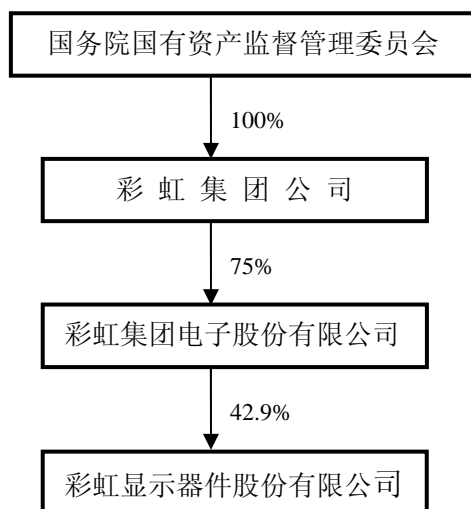 国务院国有资产监督管理委员会
100%
彩 虹 集 团 公 司
75%
彩虹集团电子股份有限公司
42.9%
彩虹显示器件股份有限公司